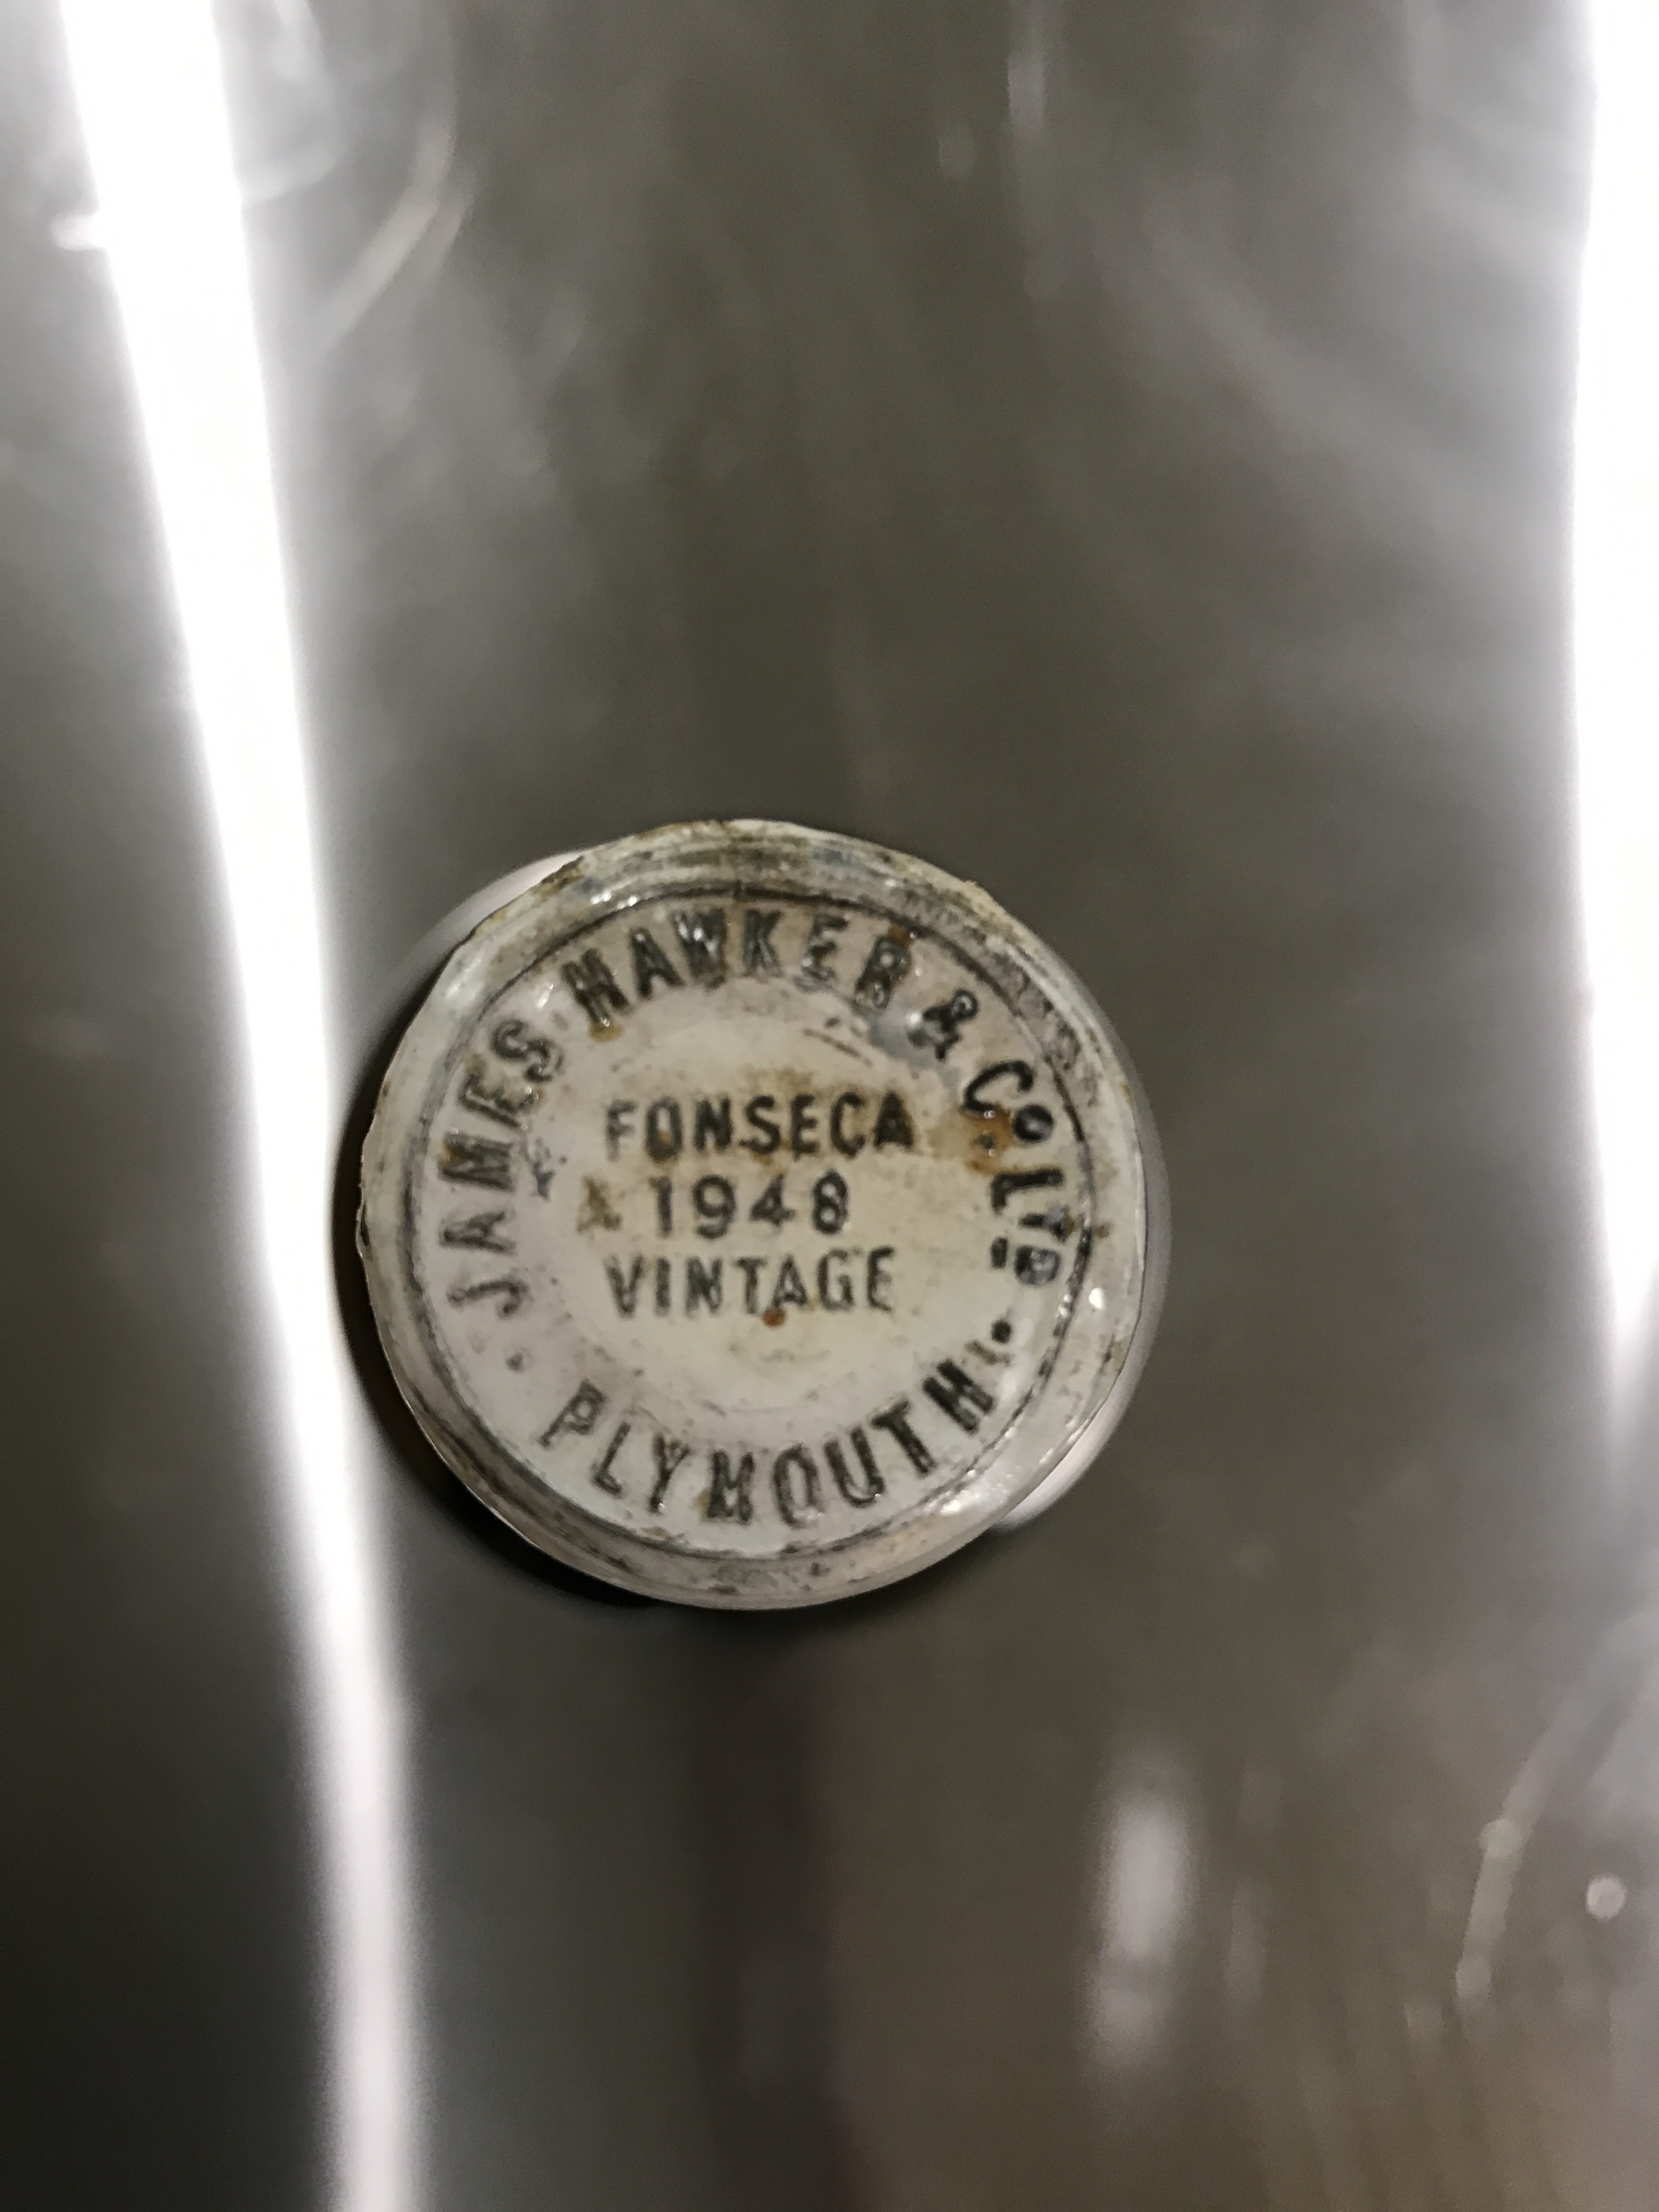 JAMES HAWKER & Co LTD
FONSECA
1948
VINTAGE
• PLYMOUTH •